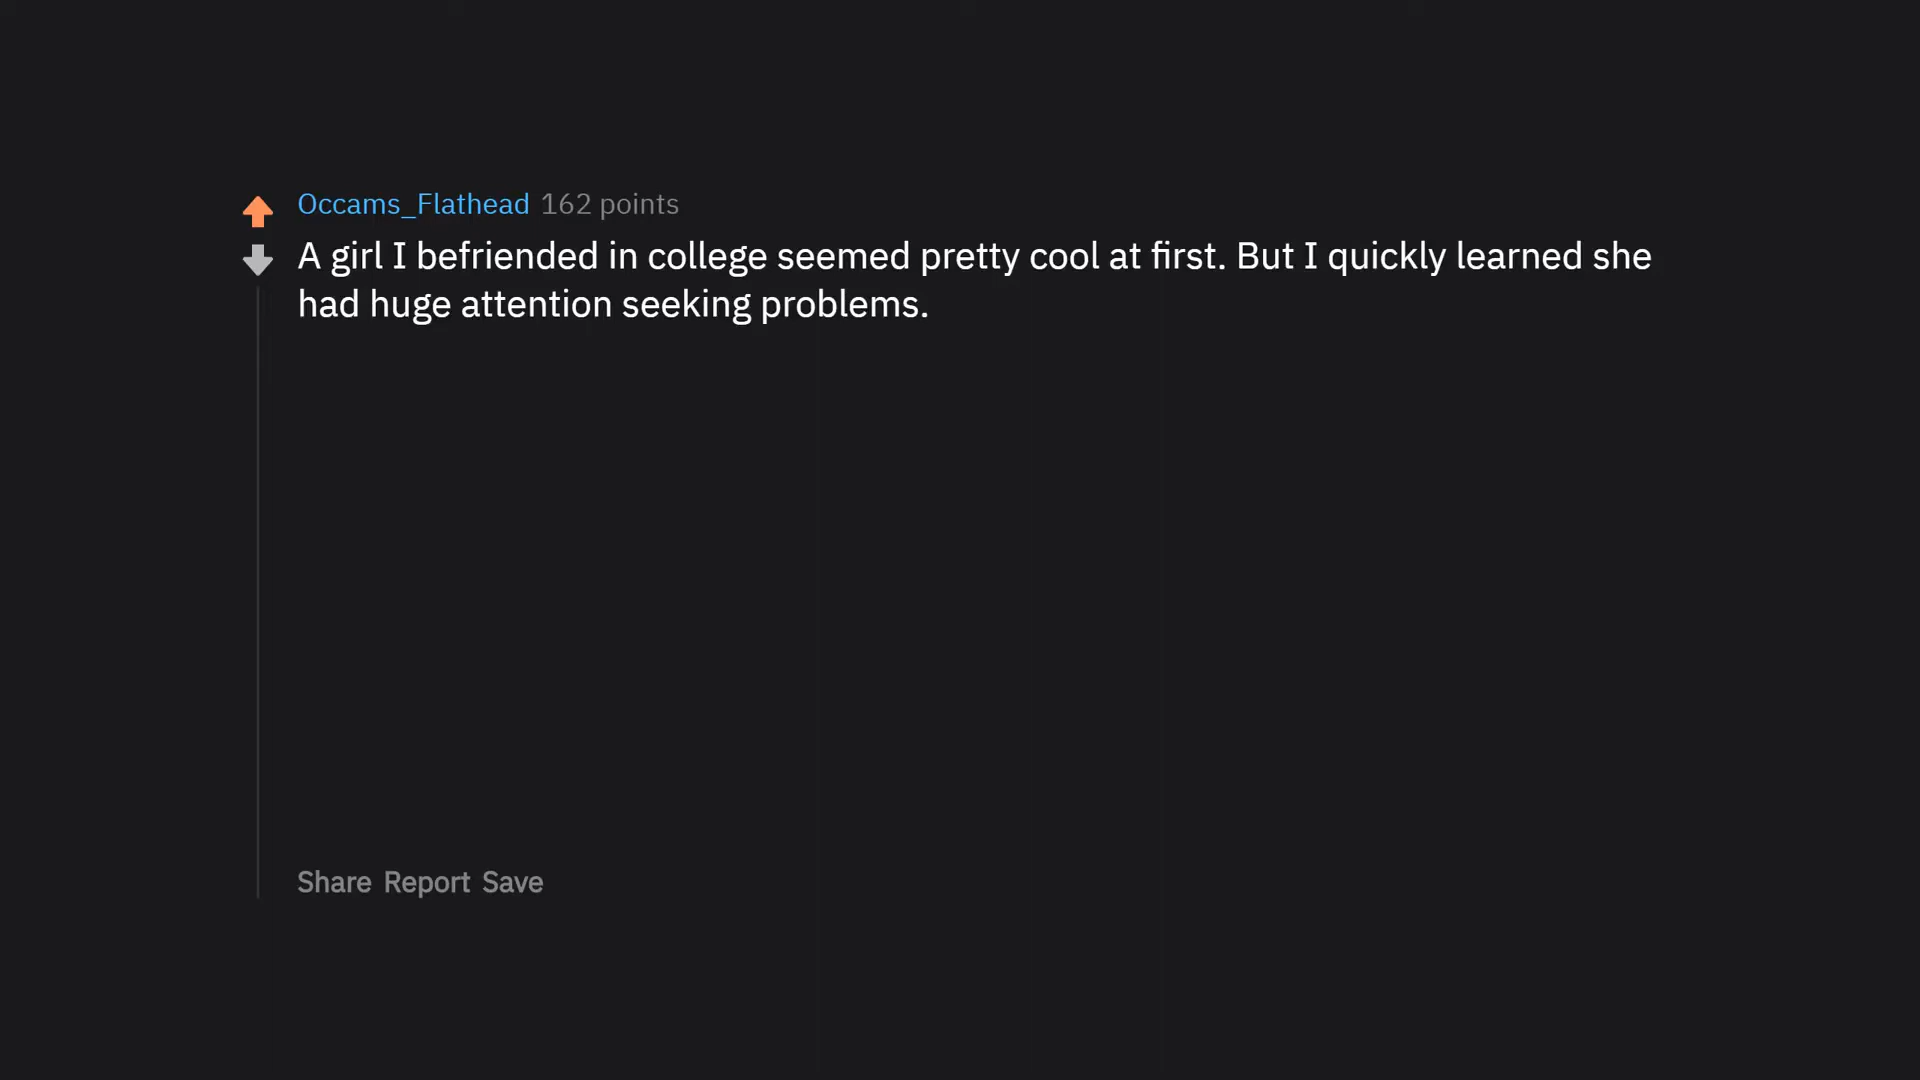 Occams_Flathead 162 points
A girl I befriended in college seemed pretty cool at first. But I quickly learned she
had huge attention seeking problems.
Share Report Save